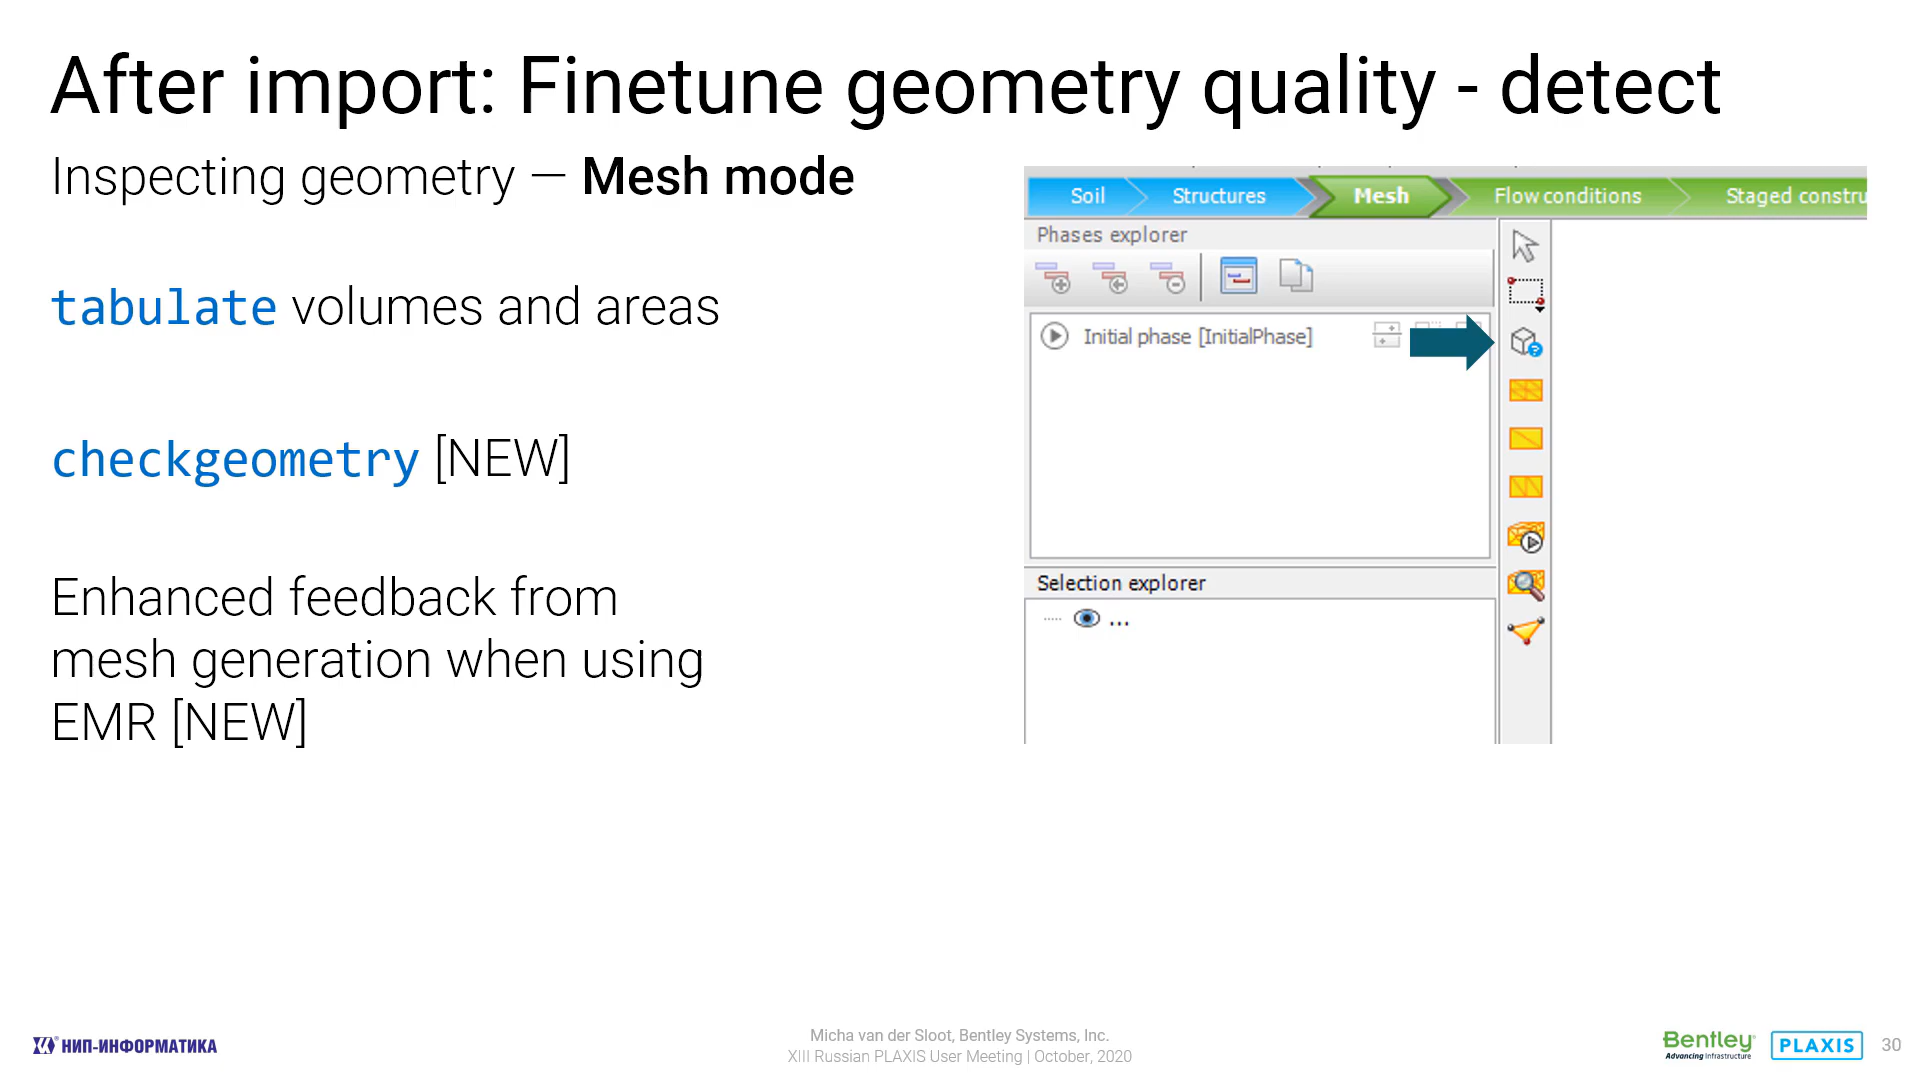 After import: Finetune geometry quality - detect
Inspecting geometry — Mesh mode
tabulate volumes and areas
checkgeometry [NEW]
Enhanced feedback from
mesh generation when using
EMR [NEW]
Soil
Structures
Mesh
Flow conditions
Staged constru
Phases explorer
Initial phase [InitialPhase]
Selection explorer
...
НИП-ИНФОРМАТИКА
Micha van der Sloot, Bentley Systems, Inc.
XIII Russian PLAXIS User Meeting | October, 2020
Bentley
Advancing Infrastructure
PLAXIS
30